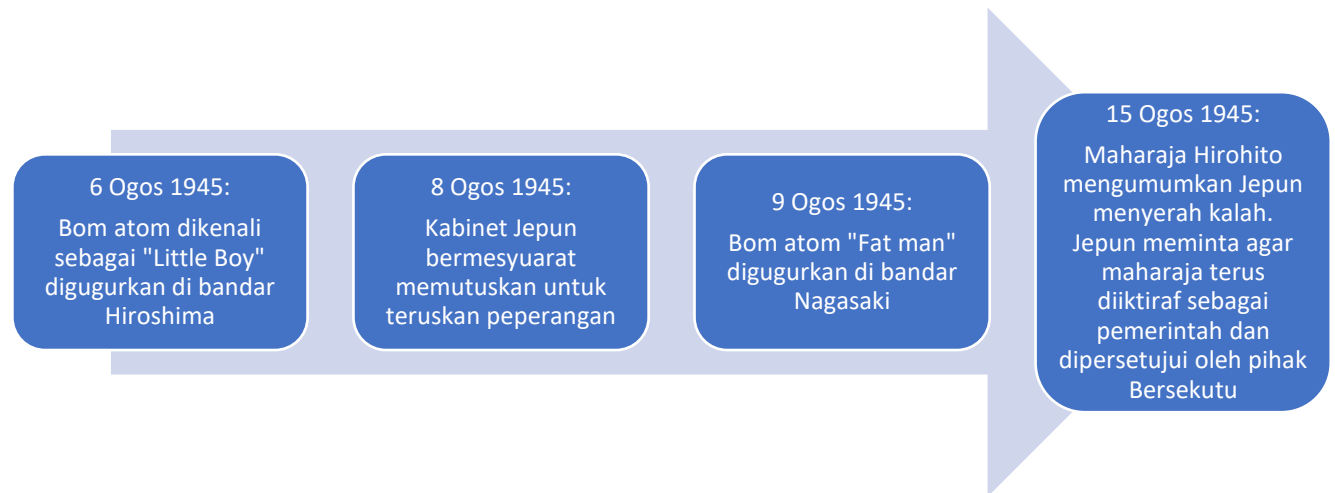 6 Ogos 1945:
Bom atom dikenali
sebagai "Little Boy"
digugurkan di bandar
Hiroshima
8 Ogos 1945:
Kabinet Jepun
bermesyuarat
memutuskan untuk
teruskan peperangan
9 Ogos 1945:
Bom atom "Fat man"
digugurkan di bandar
Nagasaki
15 Ogos 1945:
Maharaja Hirohito
mengumumkan Jepun
menyerah kalah.
Jepun meminta agar
maharaja terus
diiktiraf sebagai
pemerintah dan
dipersetujui oleh pihak
Bersekutu